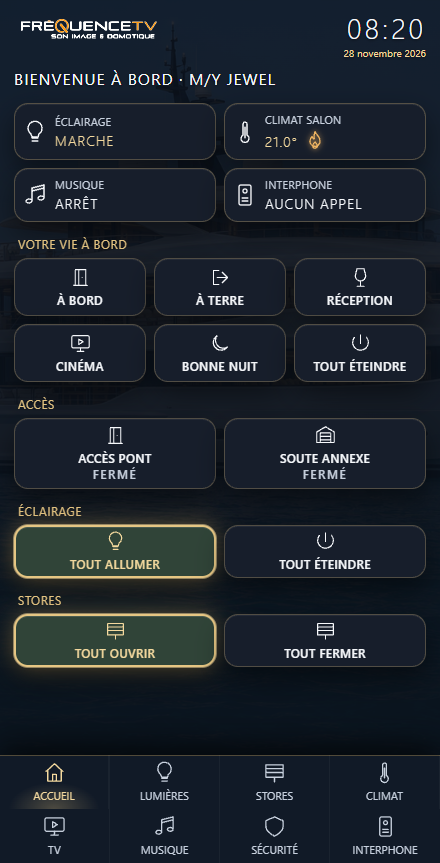 FRÉQUENCETV
SON IMAGE & DOMOTIQUE
08:20
28 novembre 2026
BIENVENUE À BORD · M/Y JEWEL
ÉCLAIRAGE
MARCHE
CLIMAT SALON
21.0°
MUSIQUE
ARRÊT
INTERPHONE
AUCUN APPEL
VOTRE VIE À BORD
À BORD
À TERRE
RÉCEPTION
CINÉMA
BONNE NUIT
TOUT ÉTEINDRE
ACCÈS
ACCÈS PONT
FERMÉ
SOUTE ANNEXE
FERMÉ
ÉCLAIRAGE
TOUT ALLUMER
TOUT ÉTEINDRE
STORES
TOUT OUVRIR
TOUT FERMER
ACCUEIL
LUMIÈRES
STORES
CLIMAT
TV
MUSIQUE
SÉCURITÉ
INTERPHONE